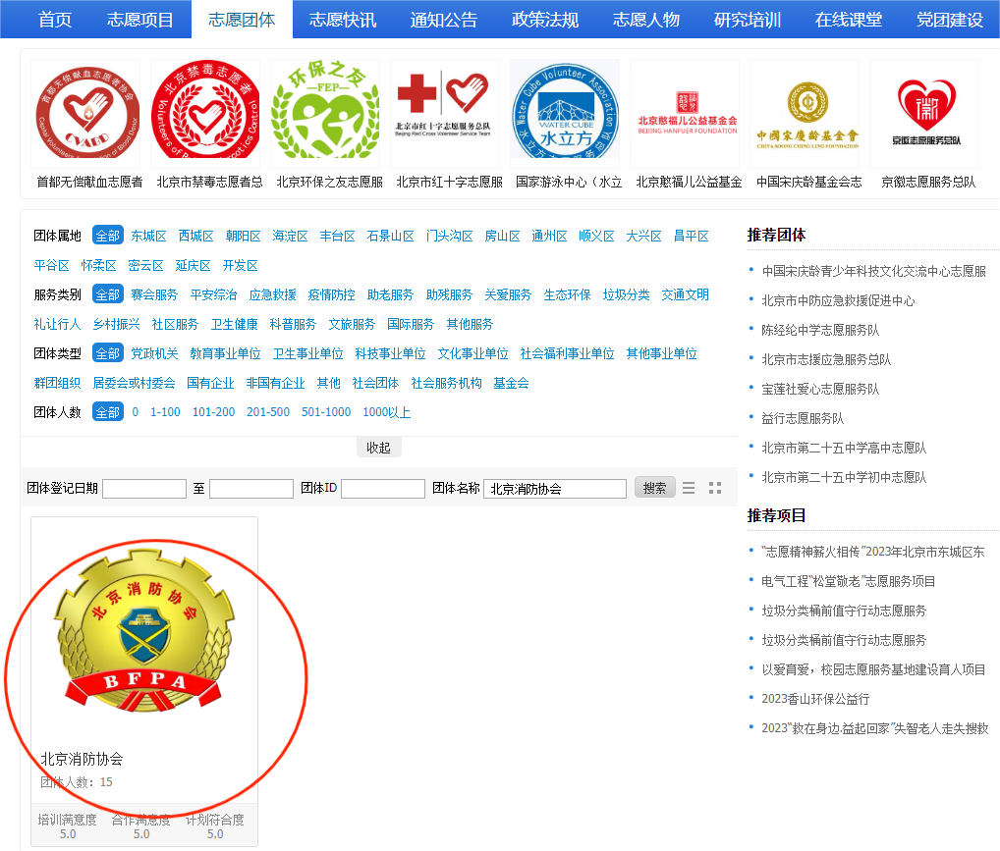 首页 志愿项目 志愿团体 志愿快讯 通知公告 政策法规 志愿人物 研究培训 在线课堂 党团建设
首都无偿献血志愿者协会
CVABD
北京禁毒志愿者
环保之友
FEP
北京市红十字志愿服务总队
Beijing Red Cross Volunteer Service Team
Water Cube Volunteer Association
WATER CUBE
水立方
北京憨福儿公益基金会
BEIJING HANFUER FOUNDATION
中國宋慶齡基金會
CHINA SOONG CHING LING FOUNDATION
徽
京徽志愿服务总队
首都无偿献血志愿者 北京市禁毒志愿者总 北京环保之友志愿服 北京市红十字志愿服 国家游泳中心（水立 北京憨福儿公益基金 中国宋庆龄基金会志 京徽志愿服务总队
团体属地 全部 东城区 西城区 朝阳区 海淀区 丰台区 石景山区 门头沟区 房山区 通州区 顺义区 大兴区 昌平区
平谷区 怀柔区 密云区 延庆区 开发区
服务类别 全部 赛会服务 平安综治 应急救援 疫情防控 助老服务 助残服务 关爱服务 生态环保 垃圾分类 交通文明
礼让行人 乡村振兴 社区服务 卫生健康 科普服务 文旅服务 国际服务 其他服务
团体类型 全部 党政机关 教育事业单位 卫生事业单位 科技事业单位 文化事业单位 社会福利事业单位 其他事业单位
群团组织 居委会或村委会 国有企业 非国有企业 其他 社会团体 社会服务机构 基金会
团体人数 全部 0 1-100 101-200 201-500 501-1000 1000以上
收起
团体登记日期 至 团体ID 团体名称 北京消防协会 搜索
北京消防协会
BFPA
北京消防协会
团体人数：15
培训满意度 合作满意度 计划符合度
5.0 5.0 5.0
推荐团体
中国宋庆龄青少年科技文化交流中心志愿服
北京市中防应急救援促进中心
陈经纶中学志愿服务队
北京市志援应急服务总队
宝莲社爱心志愿服务队
益行志愿服务队
北京市第二十五中学高中志愿队
北京市第二十五中学初中志愿队
推荐项目
“志愿精神薪火相传”2023年北京市东城区东
电气工程“松堂敬老”志愿服务项目
垃圾分类桶前值守行动志愿服务
垃圾分类桶前值守行动志愿服务
以爱育爱，校园志愿服务基地建设育人项目
2023香山环保公益行
2023“救在身边.益起回家”失智老人走失搜救